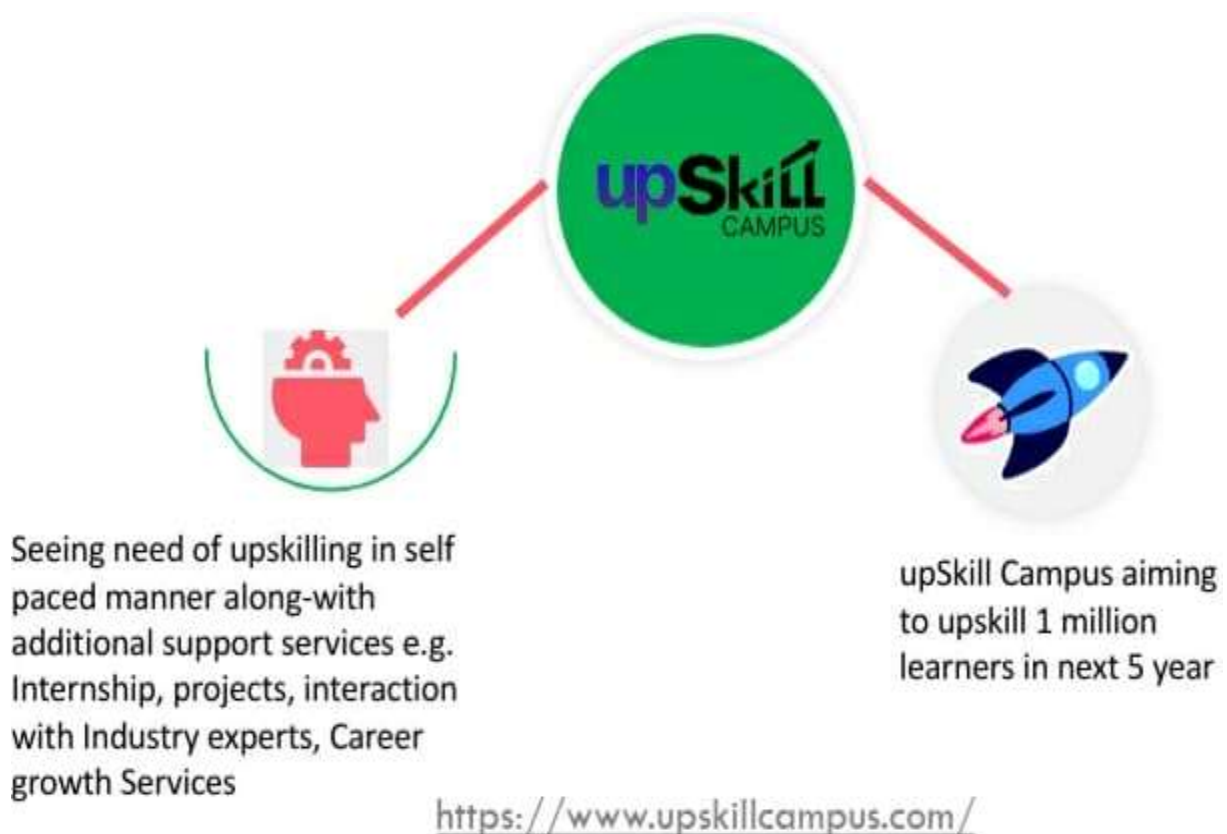 upSkill
CAMPUS
Seeing need of upskilling in self
paced manner along-with
additional support services e.g.
Internship, projects, interaction
with Industry experts, Career
growth Services
upSkill Campus aiming
to upskill 1 million
learners in next 5 year
https://www.upskillcampus.com/